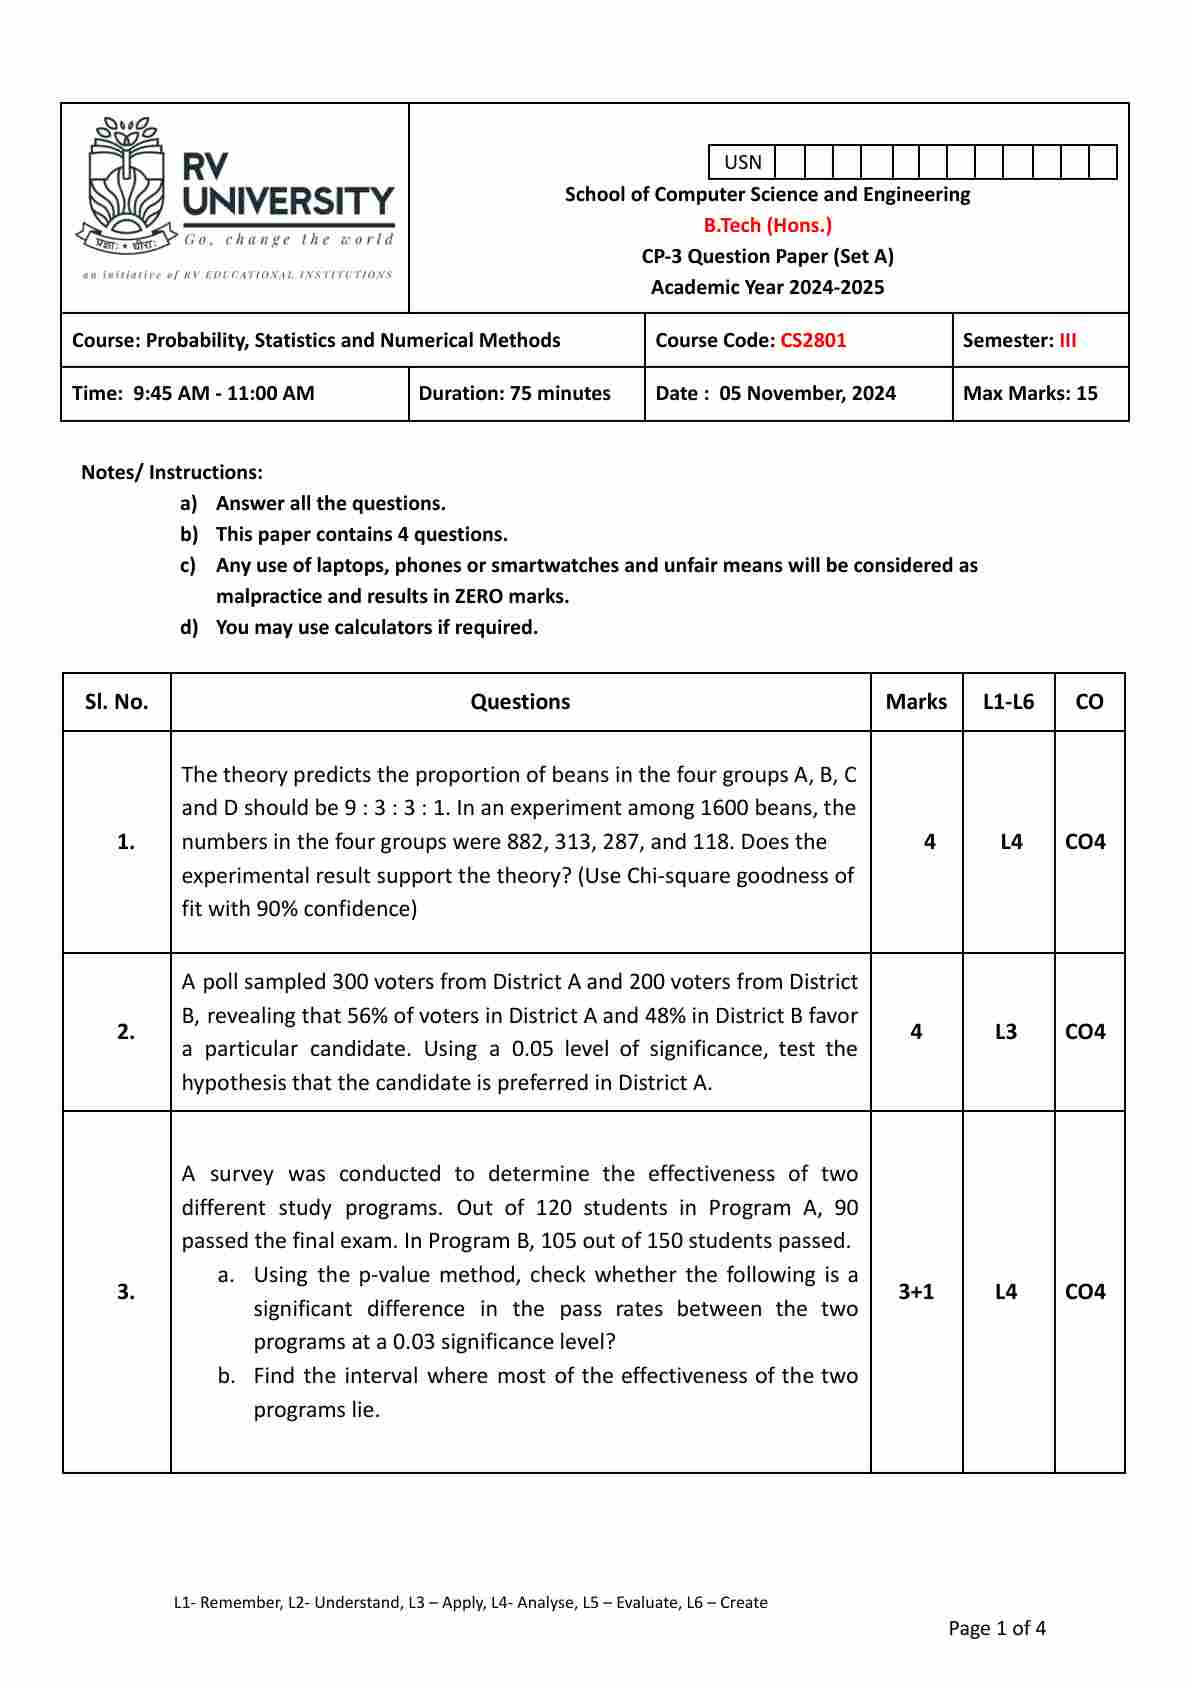 RV
UNIVERSITY
Go, change the world
प्रज्ञाः • धीराः
an initiative of RV EDUCATIONAL INSTITUTIONS
USN
School of Computer Science and Engineering
B.Tech (Hons.)
CP-3 Question Paper (Set A)
Academic Year 2024-2025
Course: Probability, Statistics and Numerical Methods Course Code: CS2801 Semester: III
Time: 9:45 AM - 11:00 AM Duration: 75 minutes Date : 05 November, 2024 Max Marks: 15
Notes/ Instructions:
a) Answer all the questions.
b) This paper contains 4 questions.
c) Any use of laptops, phones or smartwatches and unfair means will be considered as
malpractice and results in ZERO marks.
d) You may use calculators if required.
Sl. No. Questions Marks L1-L6 CO
The theory predicts the proportion of beans in the four groups A, B, C
and D should be 9 : 3 : 3 : 1. In an experiment among 1600 beans, the
1. numbers in the four groups were 882, 313, 287, and 118. Does the 4 L4 CO4
experimental result support the theory? (Use Chi-square goodness of
fit with 90% confidence)
A poll sampled 300 voters from District A and 200 voters from District
2. B, revealing that 56% of voters in District A and 48% in District B favor 4 L3 CO4
a particular candidate. Using a 0.05 level of significance, test the
hypothesis that the candidate is preferred in District A.
A survey was conducted to determine the effectiveness of two
different study programs. Out of 120 students in Program A, 90
passed the final exam. In Program B, 105 out of 150 students passed.
a. Using the p-value method, check whether the following is a
3. significant difference in the pass rates between the two 3+1 L4 CO4
programs at a 0.03 significance level?
b. Find the interval where most of the effectiveness of the two
programs lie.
L1- Remember, L2- Understand, L3 – Apply, L4- Analyse, L5 – Evaluate, L6 – Create
Page 1 of 4